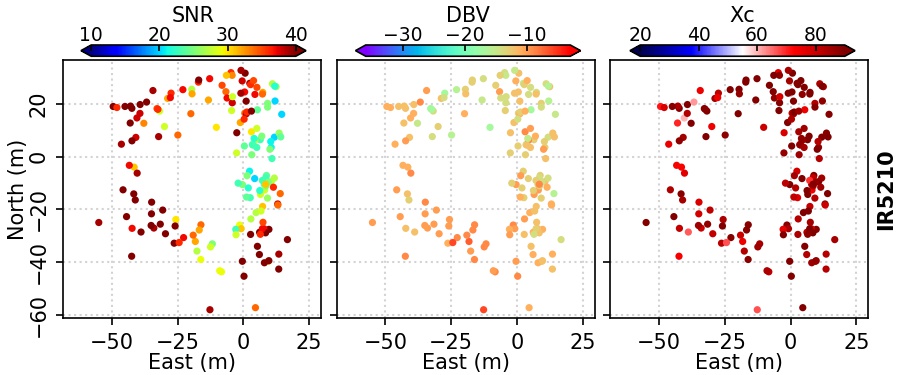 SNR DBV Xc
10 20 30 40 −30 −20 −10 20 40 60 80
North (m)
20
0
−20
−40
−60
−50 −25 0 25 −50 −25 0 25 −50 −25 0 25
East (m) East (m) East (m)
IR5210